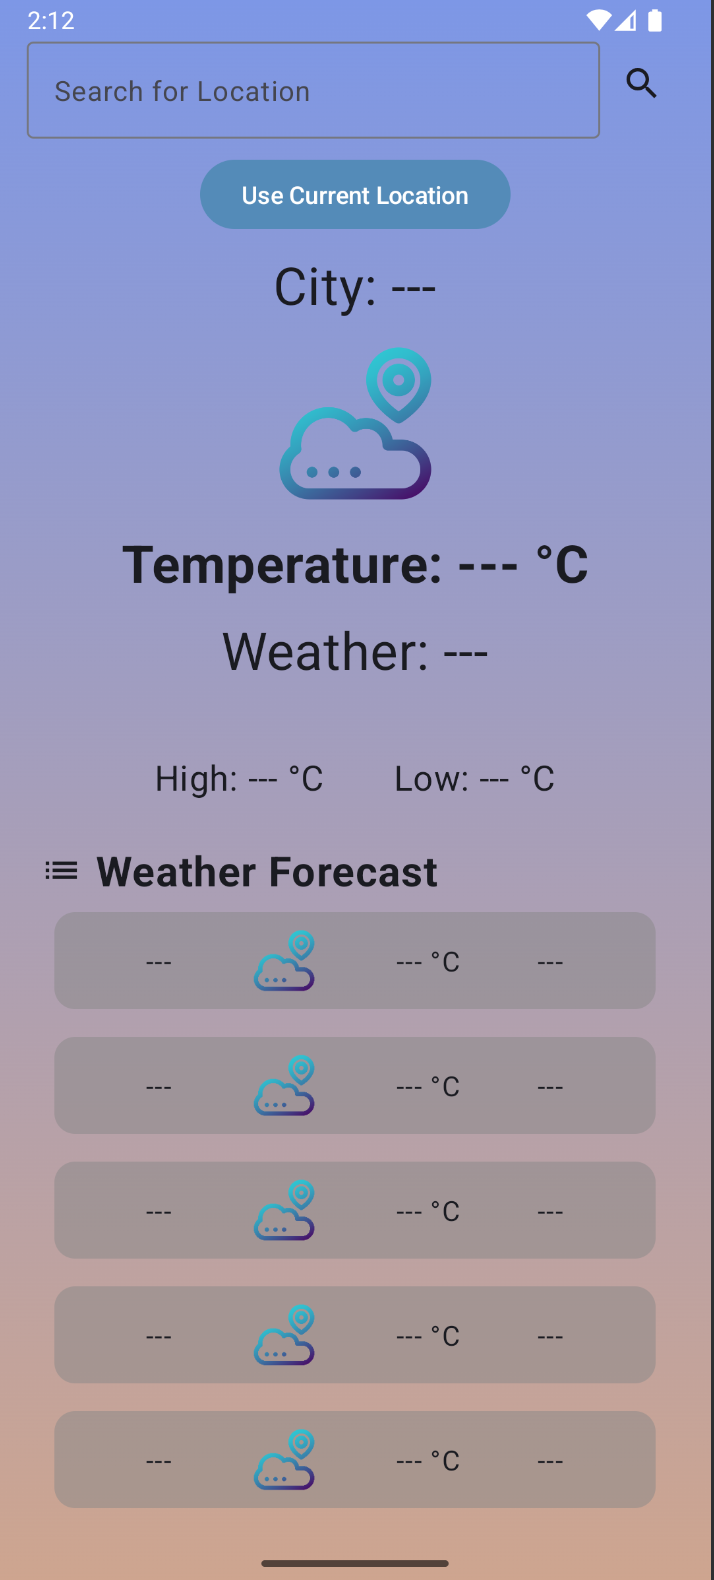 2:12
Search for Location
Use Current Location
City: ---
Temperature: --- °C
Weather: ---
High: --- °C Low: --- °C
Weather Forecast
--- --- °C ---
--- --- °C ---
--- --- °C ---
--- --- °C ---
--- --- °C ---